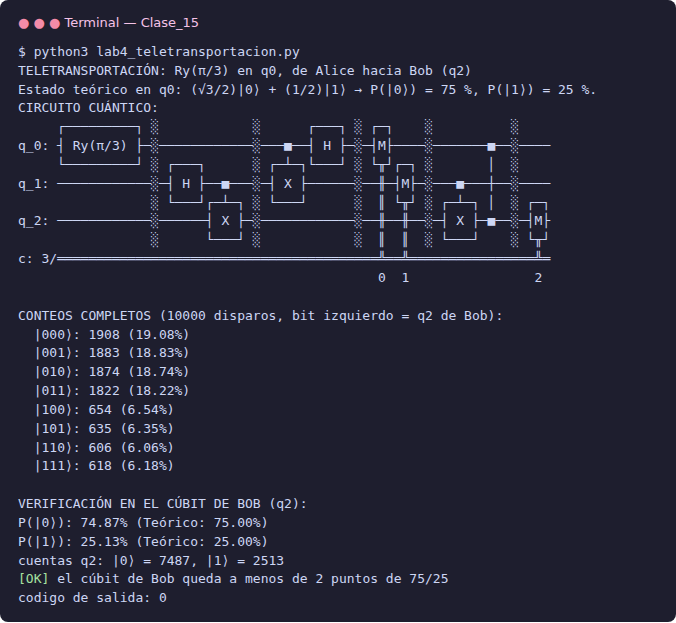 Terminal — Clase_15
$ python3 lab4_teletransportacion.py
TELETRANSPORTACIÓN: Ry(π/3) en q0, de Alice hacia Bob (q2)
Estado teórico en q0: (√3/2)|0⟩ + (1/2)|1⟩ → P(|0⟩) = 75 %, P(|1⟩) = 25 %.
CIRCUITO CUÁNTICO:
     ┌──────────┐ ░            ░      ┌───┐ ░ ┌─┐    ░          ░
q_0: ┤ Ry(π/3) ├─░────────────░───■──┤ H ├─░─┤M├────░───────■──░────
     └──────────┘ ░ ┌───┐      ░ ┌─┴─┐└───┘ ░ └╥┘┌─┐ ░       │  ░
q_1: ────────────░─┤ H ├──■───░─┤ X ├──────░──╫─┤M├─░───■───┼──░────
                  ░ └───┘┌─┴─┐ ░ └───┘      ░  ║ └╥┘ ░ ┌─┴─┐ │  ░ ┌─┐
q_2: ────────────░──────┤ X ├─░────────────░──╫──╫──░─┤ X ├─■──░─┤M├
                  ░      └───┘ ░            ░  ║  ║  ░ └───┘    ░ └╥┘
c: 3/═════════════════════════════════════════╩══╩════════════════╩═
                                              0  1                2
CONTEOS COMPLETOS (10000 disparos, bit izquierdo = q2 de Bob):
|000⟩: 1908 (19.08%)
|001⟩: 1883 (18.83%)
|010⟩: 1874 (18.74%)
|011⟩: 1822 (18.22%)
|100⟩: 654 (6.54%)
|101⟩: 635 (6.35%)
|110⟩: 606 (6.06%)
|111⟩: 618 (6.18%)
VERIFICACIÓN EN EL CÚBIT DE BOB (q2):
P(|0⟩): 74.87% (Teórico: 75.00%)
P(|1⟩): 25.13% (Teórico: 25.00%)
cuentas q2: |0⟩ = 7487, |1⟩ = 2513
[OK] el cúbit de Bob queda a menos de 2 puntos de 75/25
codigo de salida: 0